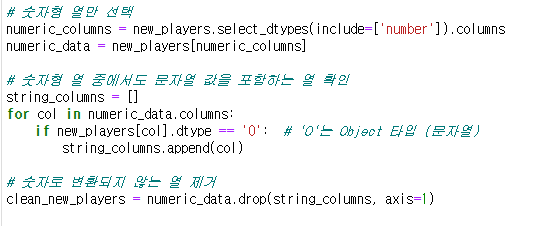 # 숫자형 열만 선택
numeric_columns = new_players.select_dtypes(include=['number']).columns
numeric_data = new_players[numeric_columns]
# 숫자형 열 중에서도 문자열 값을 포함하는 열 확인
string_columns = []
for col in numeric_data.columns:
    if new_players[col].dtype == 'O':  # 'O'는 Object 타입 (문자열)
        string_columns.append(col)
# 숫자로 변환되지 않는 열 제거
clean_new_players = numeric_data.drop(string_columns, axis=1)